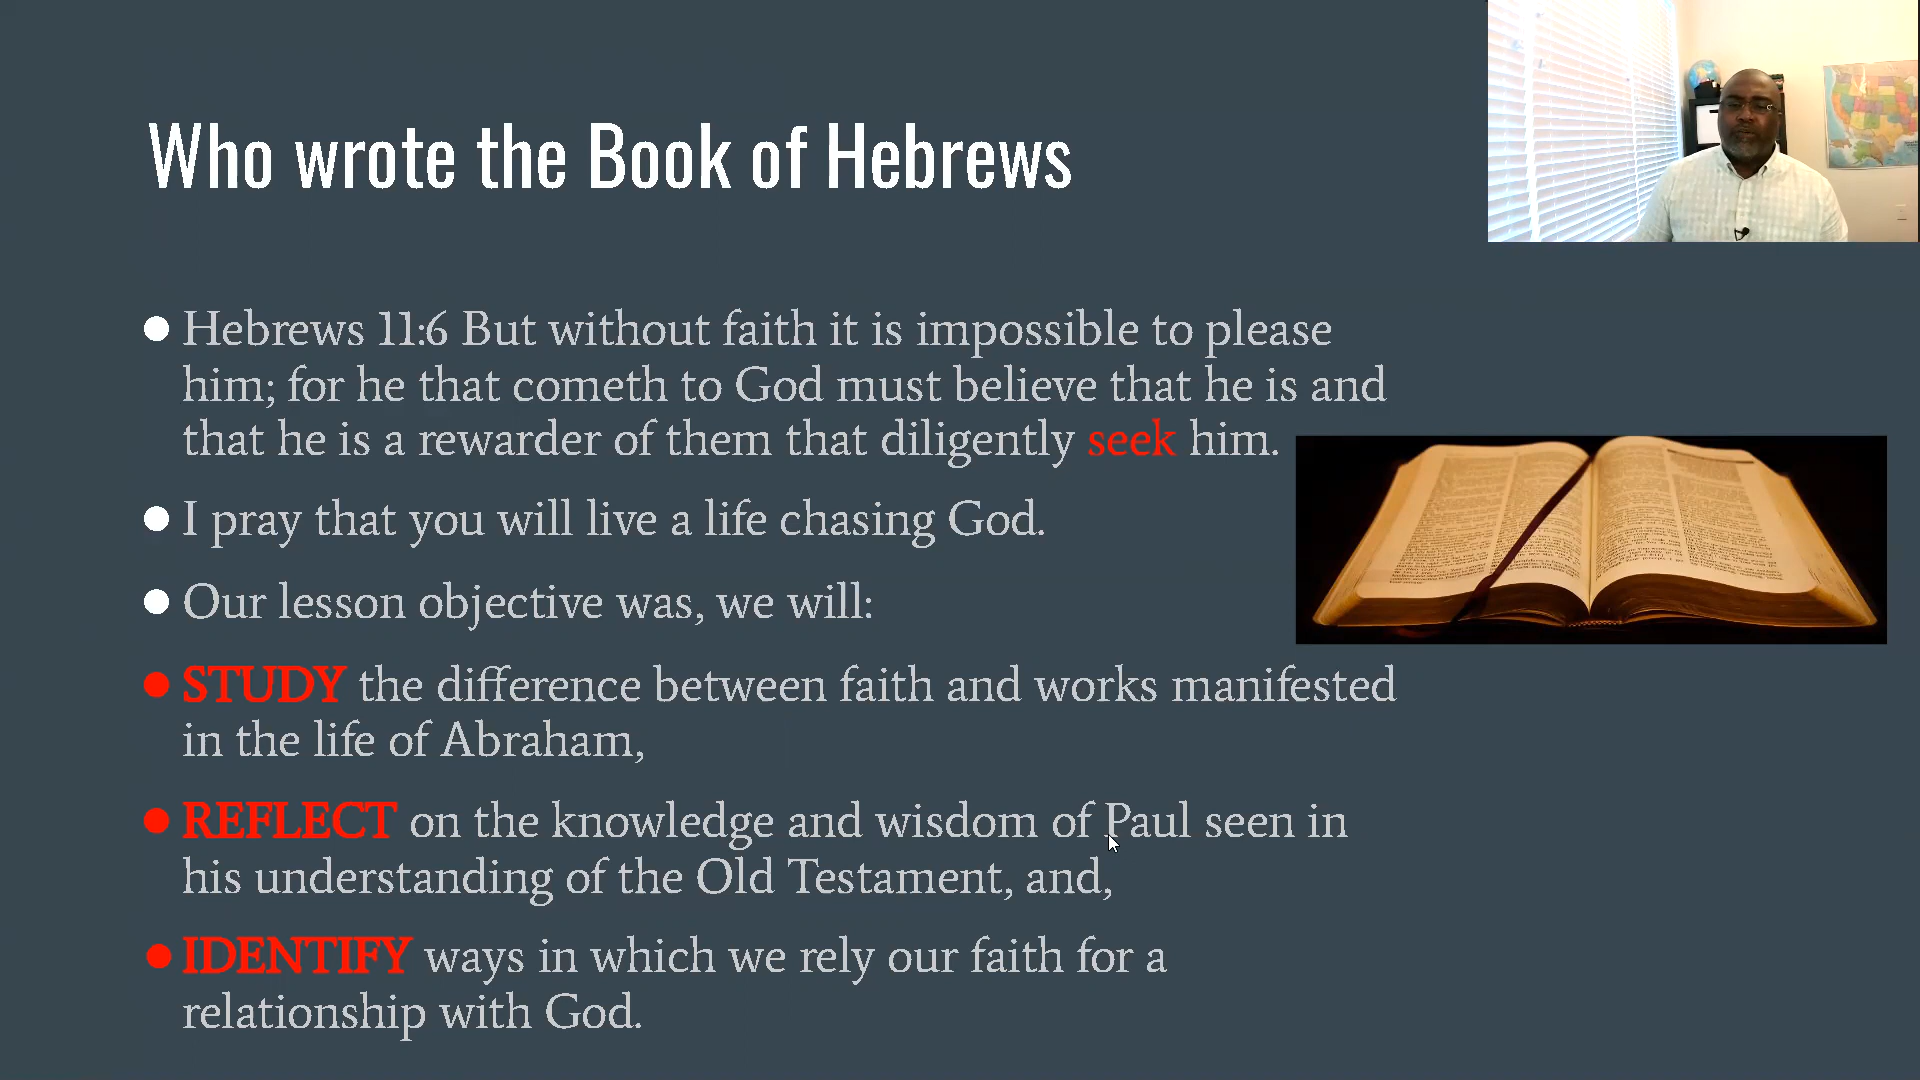 Who wrote the Book of Hebrews
Hebrews 11:6 But without faith it is impossible to please
him; for he that cometh to God must believe that he is and
that he is a rewarder of them that diligently seek him.
I pray that you will live a life chasing God.
Our lesson objective was, we will:
STUDY the difference between faith and works manifested
in the life of Abraham,
REFLECT on the knowledge and wisdom of Paul seen in
his understanding of the Old Testament, and,
IDENTIFY ways in which we rely our faith for a
relationship with God.